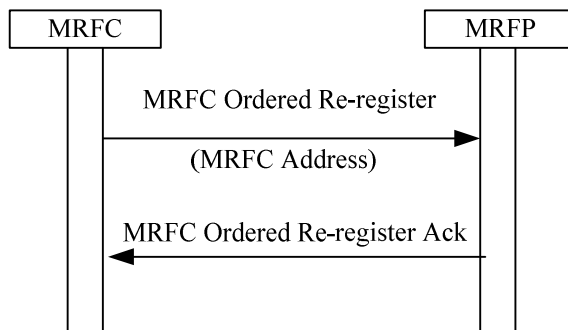 MRFC
MRFP
MRFC Ordered Re-register
(MRFC Address)
MRFC Ordered Re-register Ack